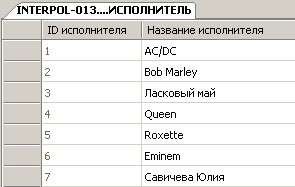 INTERPOL-013....ИСПОЛНИТЕЛЬ
ID исполнителя Название исполнителя
1 AC/DC
2 Bob Marley
3 Ласковый май
4 Queen
5 Roxette
6 Eminem
7 Савичева Юлия